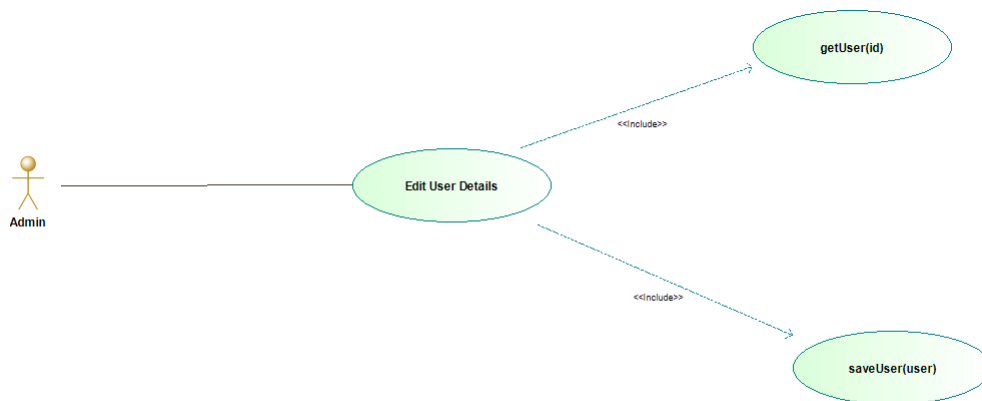 getUser(id)
<<Include>>
Edit User Details
Admin
<<Include>>
saveUser(user)